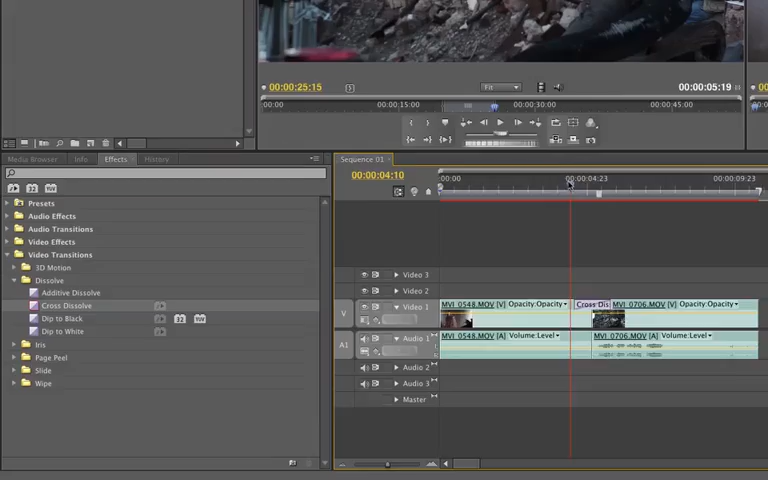 00:00:25:15
Fit
00:00:05:19
00:00
00:00:15:00
00:00:30:00
00:00:45:00
Media Browser
Info
Effects
History
Sequence 01
00:00:04:10
00:00
00:00:04:23
00:00:09:23
Presets
Audio Effects
Audio Transitions
Video Effects
Video Transitions
3D Motion
Dissolve
Additive Dissolve
Cross Dissolve
Dip to Black
32
Dip to White
Iris
Page Peel
Slide
Wipe
Video 3
Video 2
V
Video 1
MVI_0548.MOV [V] Opacity:Opacity
Cross Dis
MVI_0706.MOV [V] Opacity:Opacity
A1
Audio 1
MVI_0548.MOV [A] Volume:Level
MVI_0706.MOV [A] Volume:Level
Audio 2
Audio 3
Master